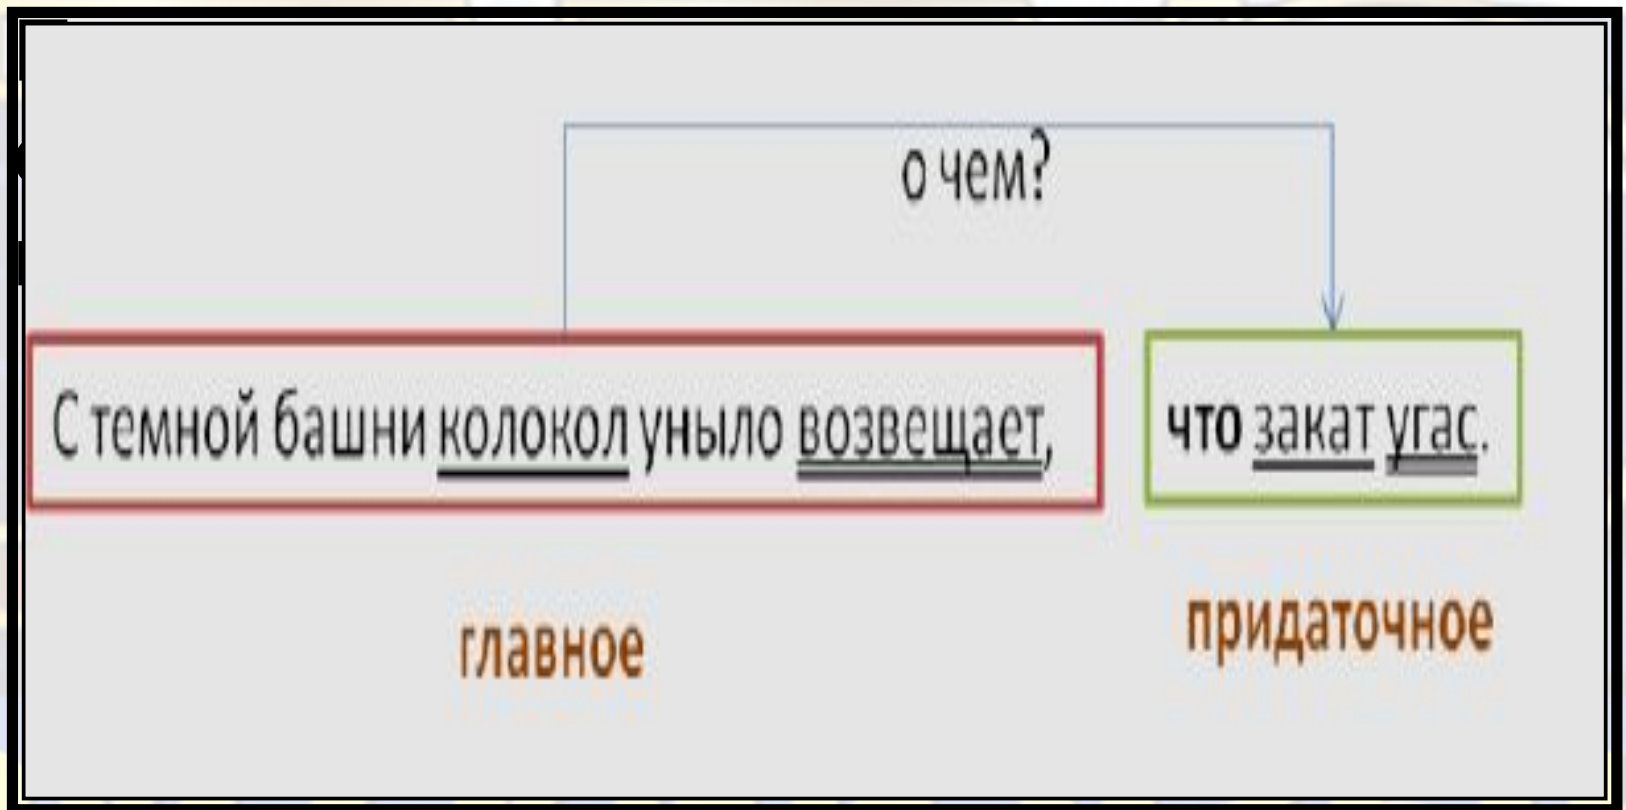 о чем?
С темной башни колокол уныло возвещает, что закат угас.
главное
придаточное